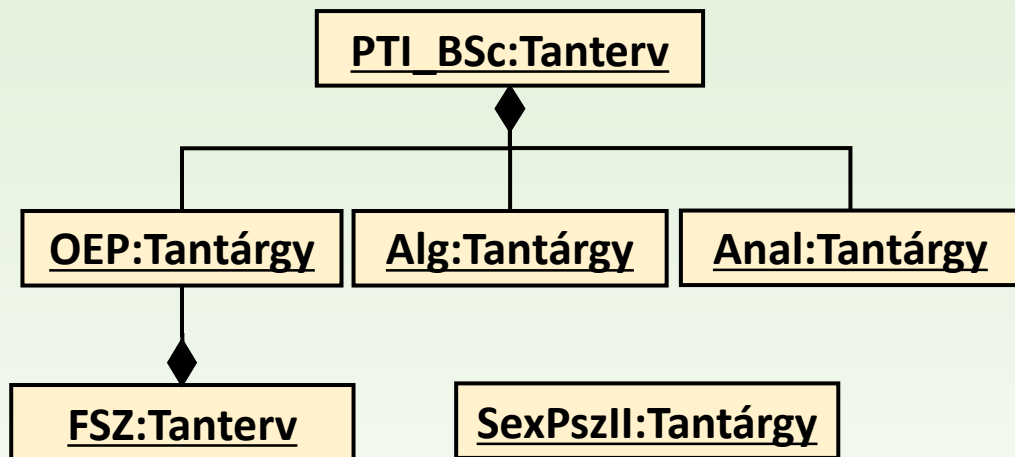 PTI_BSc:Tanterv
OEP:Tantárgy
Alg:Tantárgy
Anal:Tantárgy
FSZ:Tanterv
SexPszII:Tantárgy